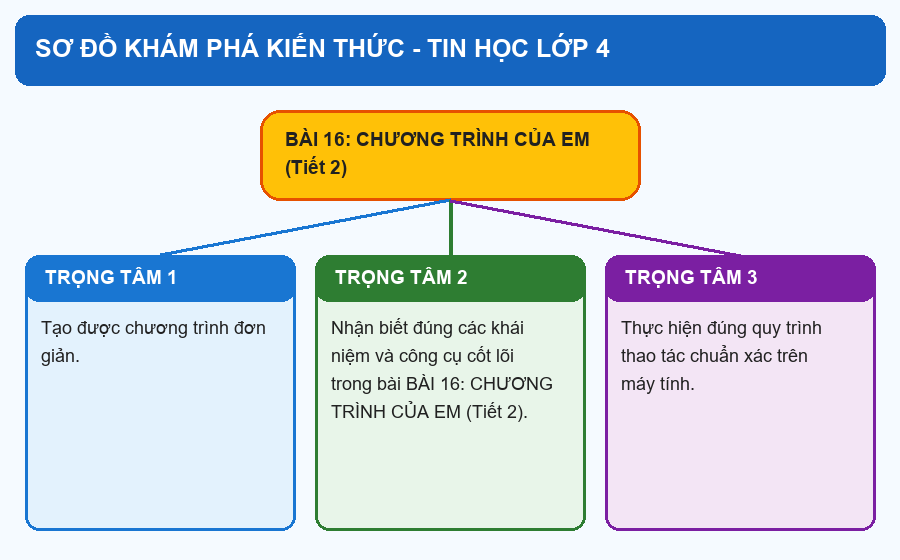 SƠ ĐỒ KHÁM PHÁ KIẾN THỨC - TIN HỌC LỚP 4
BÀI 16: CHƯƠNG TRÌNH CỦA EM
(Tiết 2)
TRỌNG TÂM 1
Tạo được chương trình đơn
giản.
TRỌNG TÂM 2
Nhận biết đúng các khái
niệm và công cụ cốt lõi
trong bài BÀI 16: CHƯƠNG
TRÌNH CỦA EM (Tiết 2).
TRỌNG TÂM 3
Thực hiện đúng quy trình
thao tác chuẩn xác trên
máy tính.